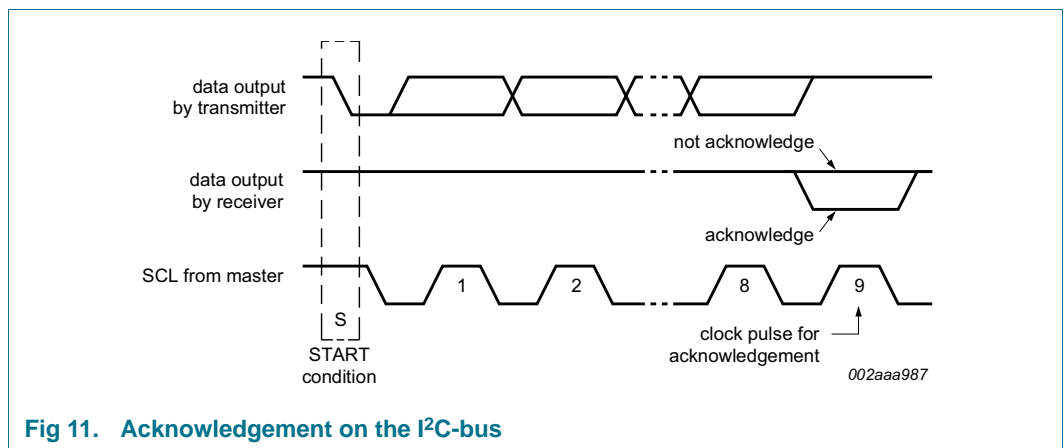 data output
by transmitter
not acknowledge
data output
by receiver
acknowledge
SCL from master
1
2
8
9
S
START
condition
clock pulse for
acknowledgement
002aaa987
Fig 11. Acknowledgement on the I²C-bus